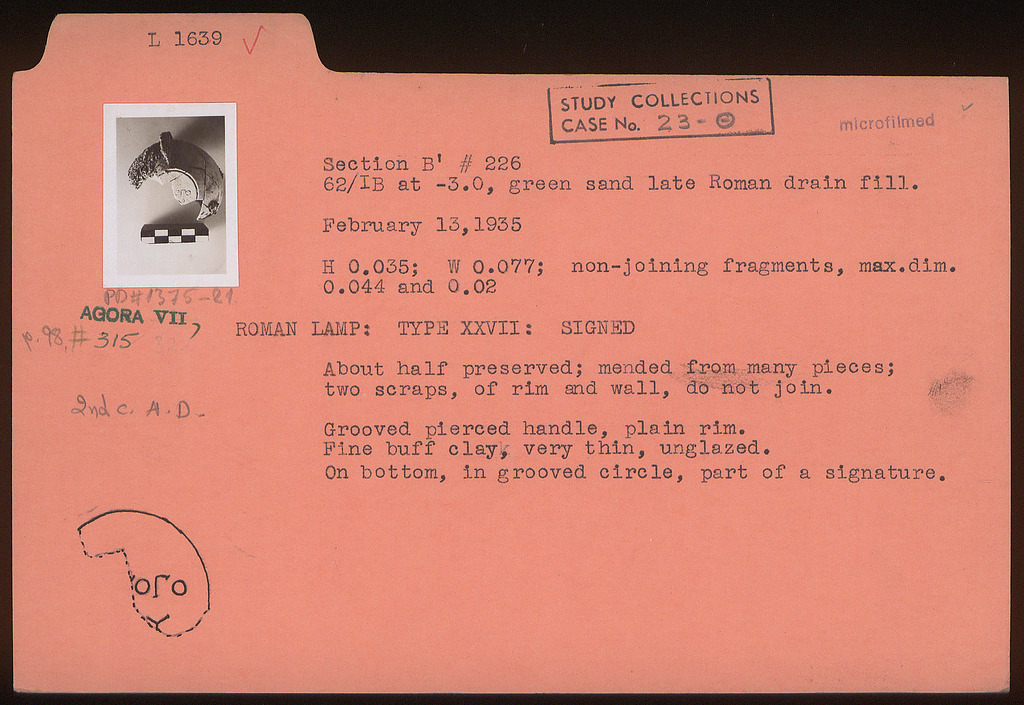 L 1639 ✓
STUDY COLLECTIONS
CASE No. 23-Θ
microfilmed ✓
Section B' # 226
62/IB at -3.0, green sand late Roman drain fill.
February 13,1935
H 0.035; W 0.077; non-joining fragments, max.dim.
0.044 and 0.02
PD#1375-21
AGORA VII,
p. 98, # 315
ROMAN LAMP: TYPE XXVII: SIGNED
About half preserved; mended from many pieces;
two scraps, of rim and wall, do not join.
2nd c. A.D.
Grooved pierced handle, plain rim.
Fine buff clay, very thin, unglazed.
On bottom, in grooved circle, part of a signature.